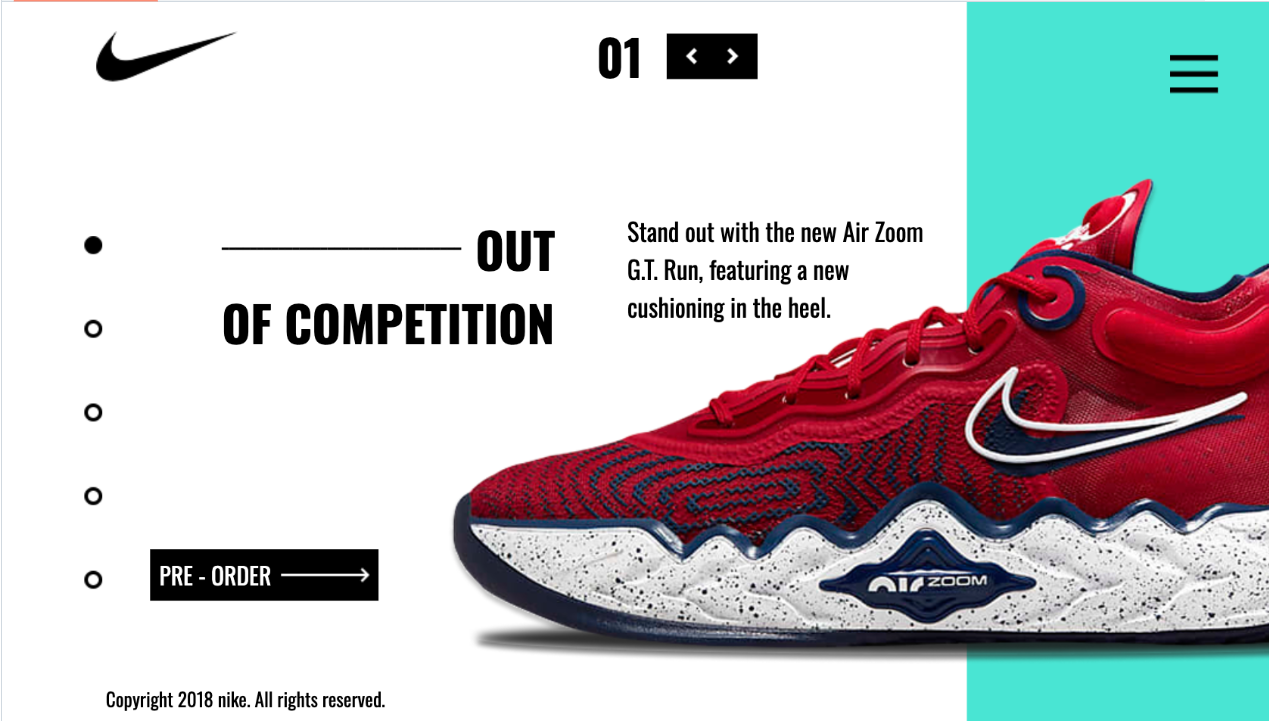 01
OUT
OF COMPETITION
Stand out with the new Air Zoom
G.T. Run, featuring a new
cushioning in the heel.
air ZOOM
PRE - ORDER
Copyright 2018 nike. All rights reserved.